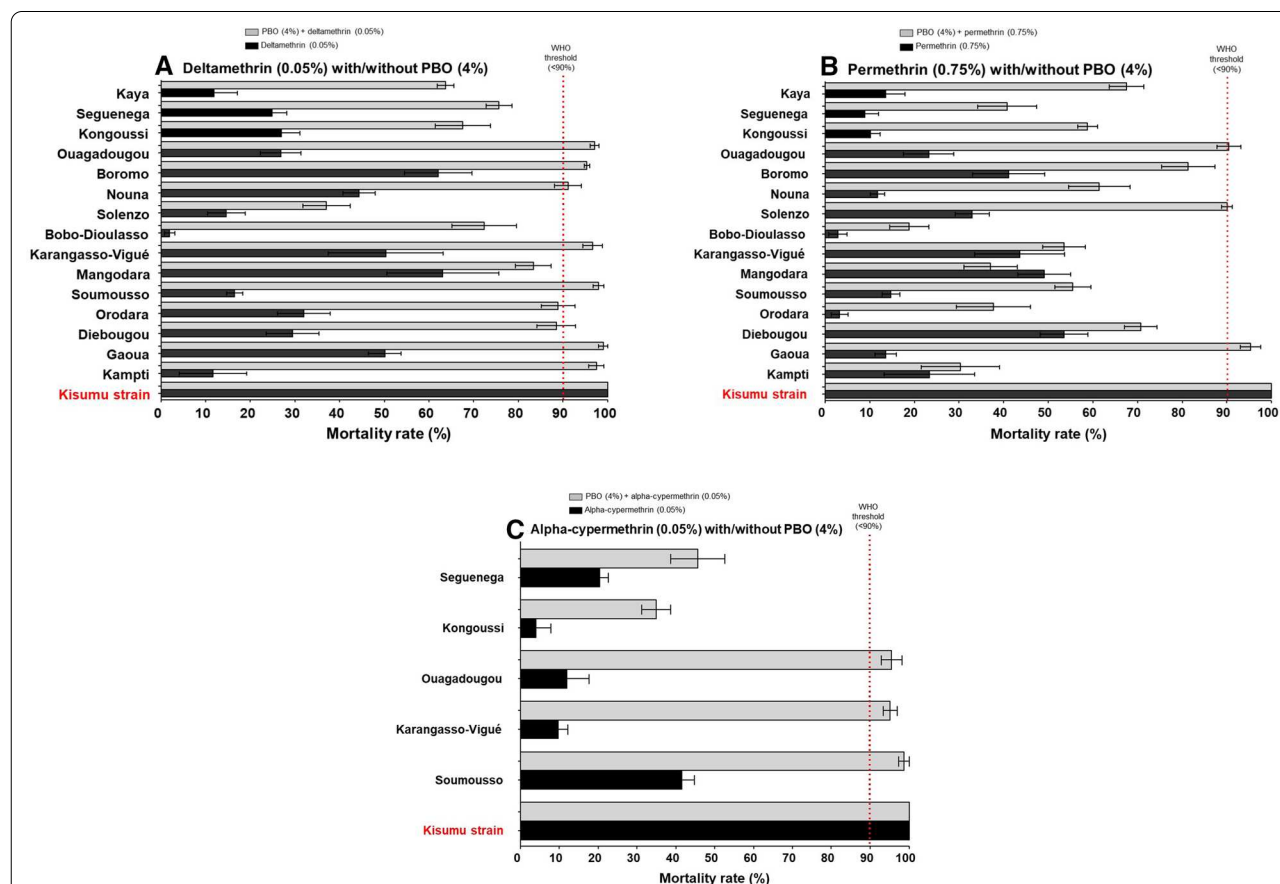 PBO (4%) + deltamethrin (0.05%)
Deltamethrin (0.05%)
WHO
threshold
(<90%)
A Deltamethrin (0.05%) with/without PBO (4%)
Kaya
Seguenega
Kongoussi
Ouagadougou
Boromo
Nouna
Solenzo
Bobo-Dioulasso
Karangasso-Vigué
Mangodara
Soumousso
Orodara
Diebougou
Gaoua
Kampti
Kisumu strain
0 10 20 30 40 50 60 70 80 90 100
Mortality rate (%)
PBO (4%) + permethrin (0.75%)
Permethrin (0.75%)
WHO
threshold
(<90%)
B Permethrin (0.75%) with/without PBO (4%)
Kaya
Seguenega
Kongoussi
Ouagadougou
Boromo
Nouna
Solenzo
Bobo-Dioulasso
Karangasso-Vigué
Mangodara
Soumousso
Orodara
Diebougou
Gaoua
Kampti
Kisumu strain
0 10 20 30 40 50 60 70 80 90 100
Mortality rate (%)
PBO (4%) + alpha-cypermethrin (0.05%)
Alpha-cypermethrin (0.05%)
WHO
threshold
(<90%)
C Alpha-cypermethrin (0.05%) with/without PBO (4%)
Seguenega
Kongoussi
Ouagadougou
Karangasso-Vigué
Soumousso
Kisumu strain
0 10 20 30 40 50 60 70 80 90 100
Mortality rate (%)